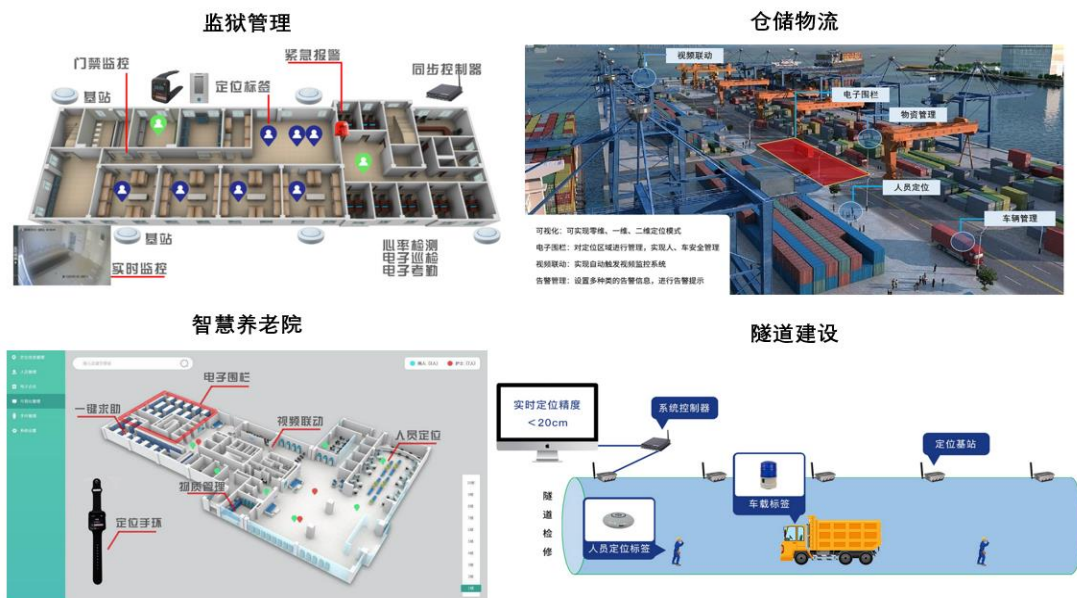 监狱管理
门禁监控
紧急报警
基站
定位标签
同步控制器
基站
实时监控
心率检测
电子巡检
电子考勤
仓储物流
视频联动
电子围栏
物资管理
人员定位
车辆管理
可视化：可实现零维、一维、二维定位模式
电子围栏：对定位区域进行管理，实现人、车安全管理
视频联动：实现自动触发视频监控系统
告警管理：设置多种类的告警信息，进行告警提示
智慧养老院
电子围栏
一键求助
视频联动
人员定位
物质管理
定位手环
隧道建设
实时定位精度
＜20cm
系统控制器
定位基站
车载标签
隧道检修
人员定位标签